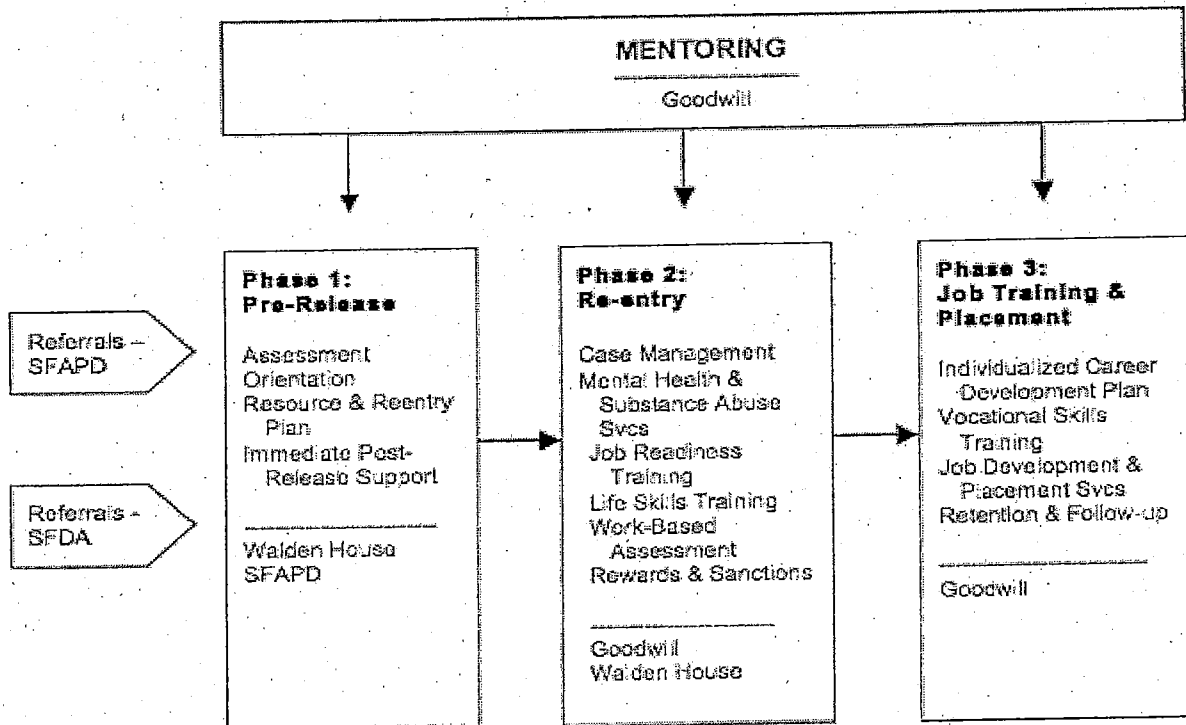 MENTORING
Goodwill
Referrals –
SFAPD
Referrals –
SFDA
Phase 1:
Pre-Release
Assessment
Orientation
Resource & Reentry
Plan
Immediate Post-
Release Support
Walden House
SFAPD
Phase 2:
Re-entry
Case Management
Mental Health &
Substance Abuse
Svcs
Job Readiness
Training
Life Skills Training
Work-Based
Assessment
Rewards & Sanctions
Goodwill
Walden House
Phase 3:
Job Training &
Placement
Individualized Career
Development Plan
Vocational Skills
Training
Job Development &
Placement Svcs
Retention & Follow-up
Goodwill